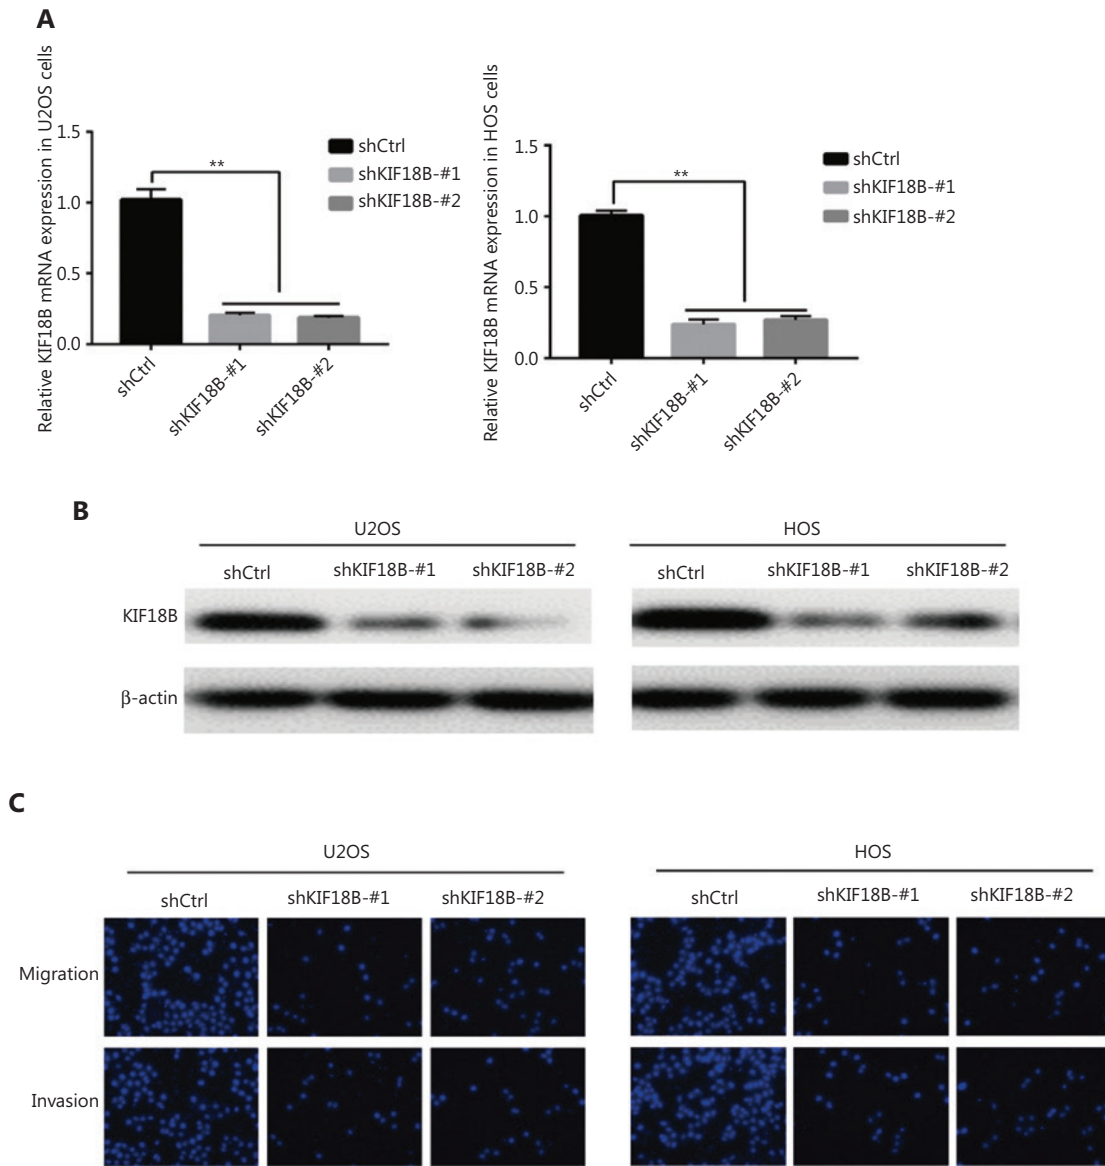 A
Relative KIF18B mRNA expression in U2OS cells
1.5
1.0
0.5
0.0
**
shCtrl
shKIF18B-#1
shKIF18B-#2
shCtrl
shKIF18B-#1
shKIF18B-#2
Relative KIF18B mRNA expression in HOS cells
1.5
1.0
0.5
0.0
**
shCtrl
shKIF18B-#1
shKIF18B-#2
shCtrl
shKIF18B-#1
shKIF18B-#2
B
U2OS
HOS
shCtrl shKIF18B-#1 shKIF18B-#2
shCtrl shKIF18B-#1 shKIF18B-#2
KIF18B
β-actin
C
U2OS
HOS
shCtrl shKIF18B-#1 shKIF18B-#2
shCtrl shKIF18B-#1 shKIF18B-#2
Migration
Invasion